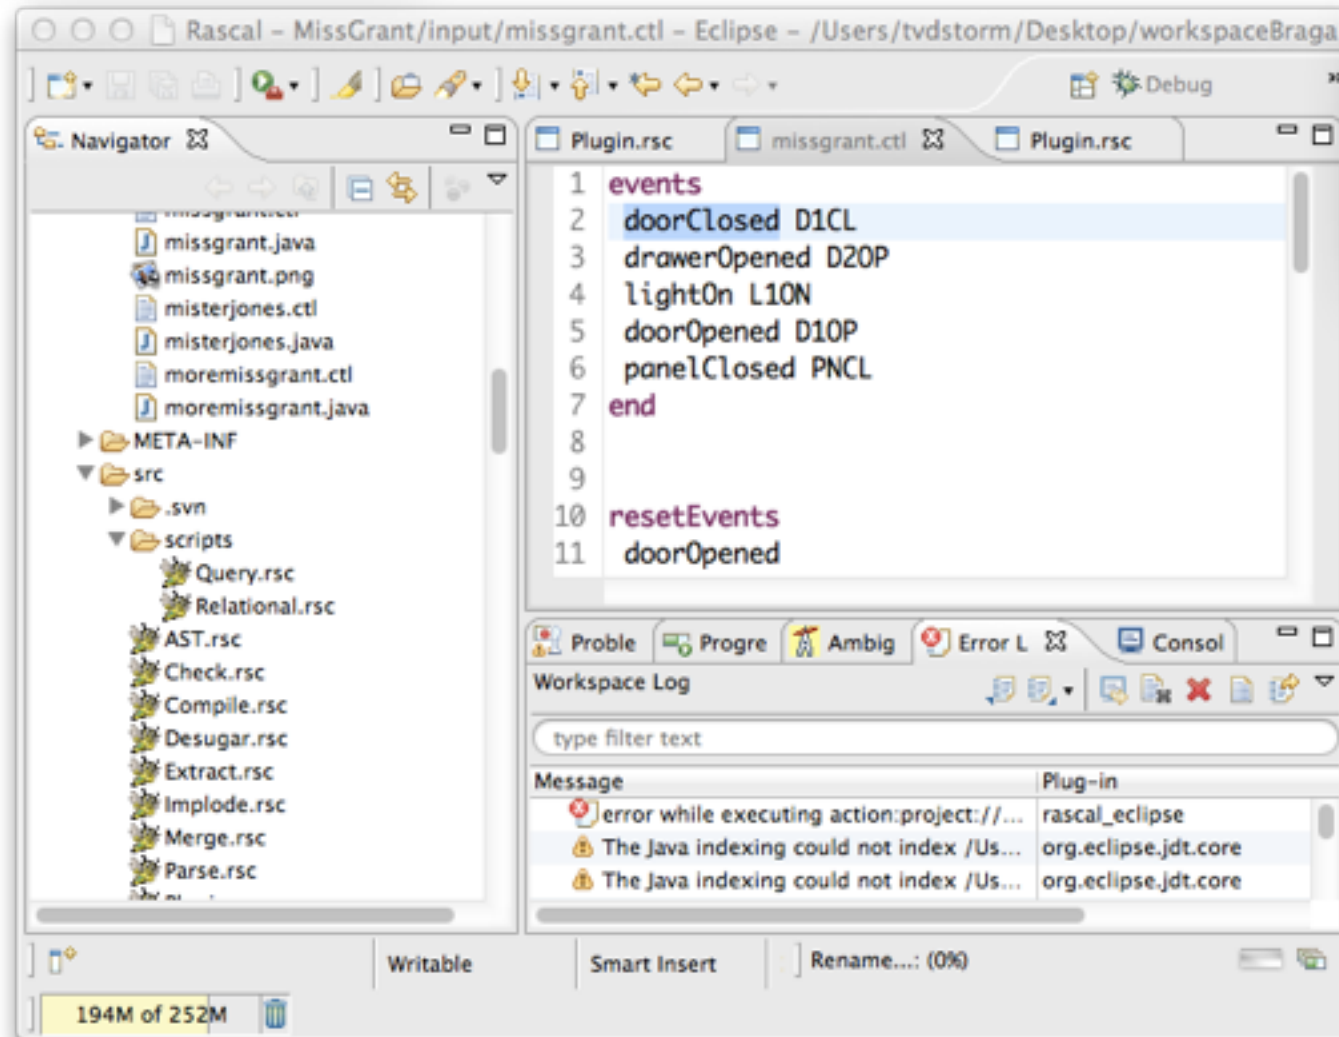 Rascal – MissGrant/input/missgrant.ctl – Eclipse – /Users/tvdstorm/Desktop/workspaceBraga
Debug
Navigator
missgrant.ctl
missgrant.java
missgrant.png
misterjones.ctl
misterjones.java
moremissgrant.ctl
moremissgrant.java
META-INF
src
.svn
scripts
Query.rsc
Relational.rsc
AST.rsc
Check.rsc
Compile.rsc
Desugar.rsc
Extract.rsc
Implode.rsc
Merge.rsc
Parse.rsc
Plugin.rsc missgrant.ctl Plugin.rsc
1 events
2 doorClosed D1CL
3 drawerOpened D2OP
4 lightOn L1ON
5 doorOpened D1OP
6 panelClosed PNCL
7 end
8
9
10 resetEvents
11 doorOpened
Proble Progre Ambig Error L Consol
Workspace Log
type filter text
Message Plug-in
error while executing action:project://... rascal_eclipse
The Java indexing could not index /Us... org.eclipse.jdt.core
The Java indexing could not index /Us... org.eclipse.jdt.core
Writable Smart Insert Rename...: (0%)
194M of 252M